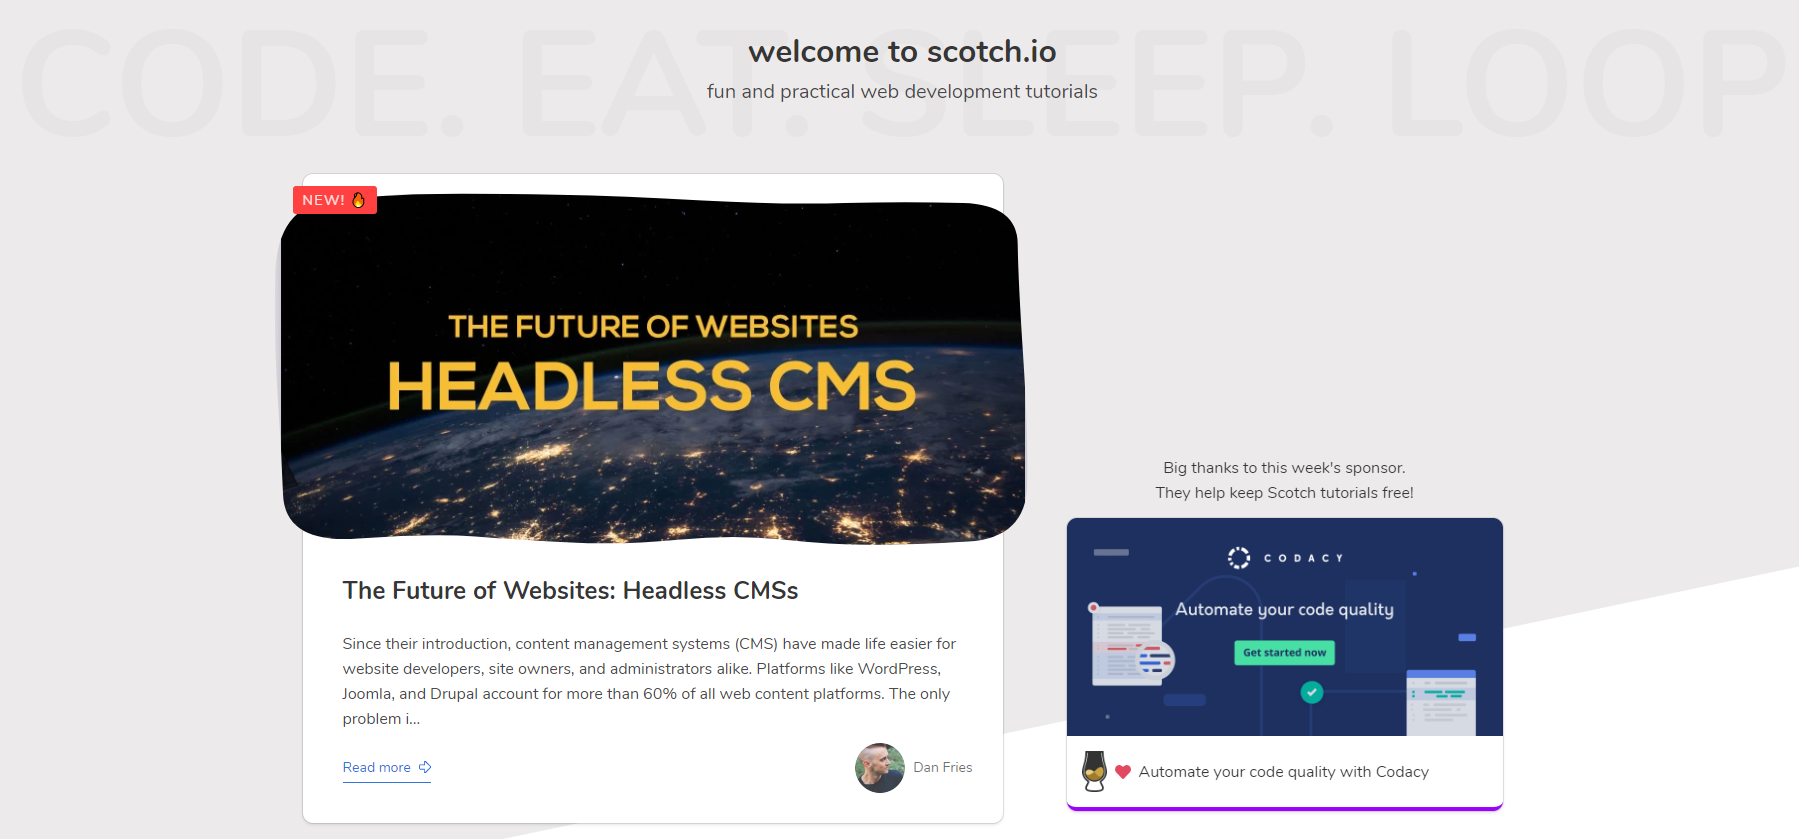 CODE. EAT. SLEEP. LOOP
welcome to scotch.io
fun and practical web development tutorials
NEW!
THE FUTURE OF WEBSITES
HEADLESS CMS
The Future of Websites: Headless CMSs
Since their introduction, content management systems (CMS) have made life easier for
website developers, site owners, and administrators alike. Platforms like WordPress,
Joomla, and Drupal account for more than 60% of all web content platforms. The only
problem i...
Read more
Dan Fries
Big thanks to this week's sponsor.
They help keep Scotch tutorials free!
CODACY
Automate your code quality
Get started now
Automate your code quality with Codacy